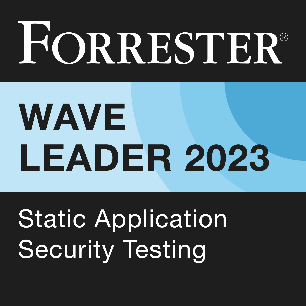 FORRESTER®
WAVE
LEADER 2023
Static Application
Security Testing